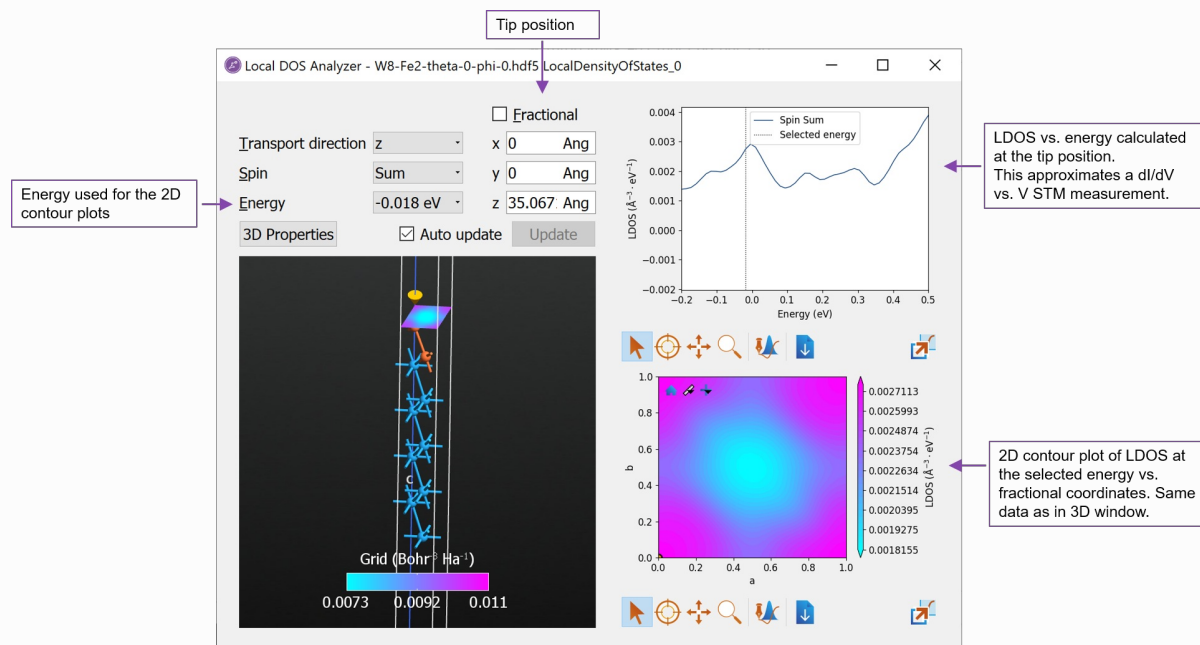 Tip position
Local DOS Analyzer - W8-Fe2-theta-0-phi-0.hdf5 LocalDensityOfStates_0
Fractional
Transport direction z
x 0 Ang
Spin Sum
y 0 Ang
Energy -0.018 eV
z 35.067 Ang
3D Properties
Auto update
Update
Energy used for the 2D
contour plots
C
Grid (Bohr⁻³ Ha⁻¹)
0.0073 0.0092 0.011
0.004
0.003
0.002
0.001
0.000
−0.001
−0.002
LDOS (Å⁻³ · eV⁻¹)
Spin Sum
Selected energy
−0.2 −0.1 0.0 0.1 0.2 0.3 0.4 0.5
Energy (eV)
LDOS vs. energy calculated
at the tip position.
This approximates a dI/dV
vs. V STM measurement.
1.0
0.8
0.6
0.4
0.2
0.0
b
0.0 0.2 0.4 0.6 0.8 1.0
a
0.0027113
0.0025993
0.0024874
0.0023754
0.0022634
0.0021514
0.0020395
0.0019275
0.0018155
LDOS (Å⁻³ · eV⁻¹)
2D contour plot of LDOS at
the selected energy vs.
fractional coordinates. Same
data as in 3D window.